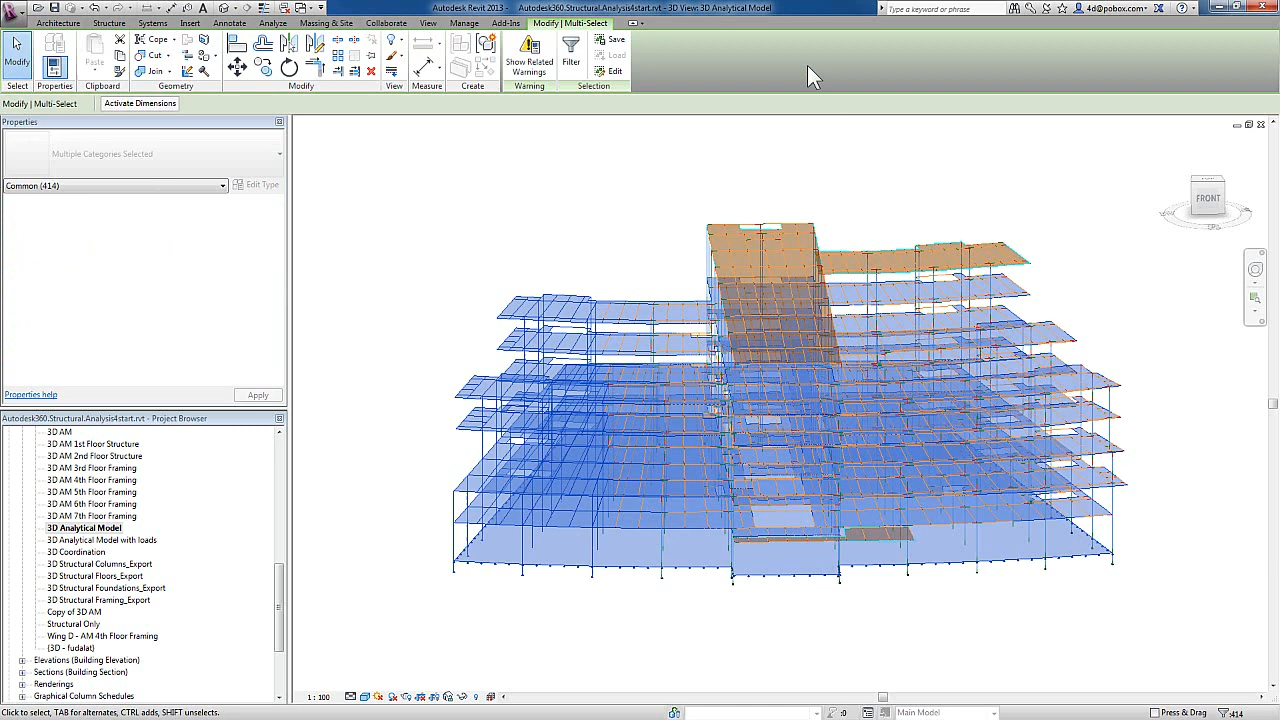 Autodesk Revit 2013 - Autodesk360.Structural.Analysis4start.rvt - 3D View: 3D Analytical Model
Type a keyword or phrase
4d@pobox.com
Architecture Structure Systems Insert Annotate Analyze Massing & Site Collaborate View Manage Add-Ins Modify | Multi-Select
Modify
Paste
Cope
Cut
Join
Show Related Warnings
Filter
Save
Load
Edit
Select Properties Clipboard Geometry Modify View Measure Create Warning Selection
Modify | Multi-Select Activate Dimensions
Properties
Multiple Categories Selected
Common (414) Edit Type
Properties help Apply
Autodesk360.Structural.Analysis4start.rvt - Project Browser
3D AM
3D AM 1st Floor Structure
3D AM 2nd Floor Structure
3D AM 3rd Floor Framing
3D AM 4th Floor Framing
3D AM 5th Floor Framing
3D AM 6th Floor Framing
3D AM 7th Floor Framing
3D Analytical Model
3D Analytical Model with loads
3D Coordination
3D Structural Columns_Export
3D Structural Floors_Export
3D Structural Foundations_Export
3D Structural Framing_Export
Copy of 3D AM
Structural Only
Wing D - AM 4th Floor Framing
{3D - fudalat}
Elevations (Building Elevation)
Sections (Building Section)
Renderings
Graphical Column Schedules
FRONT
1 : 100
Click to select, TAB for alternates, CTRL adds, SHIFT unselects.
:0
Main Model
Press & Drag
:414